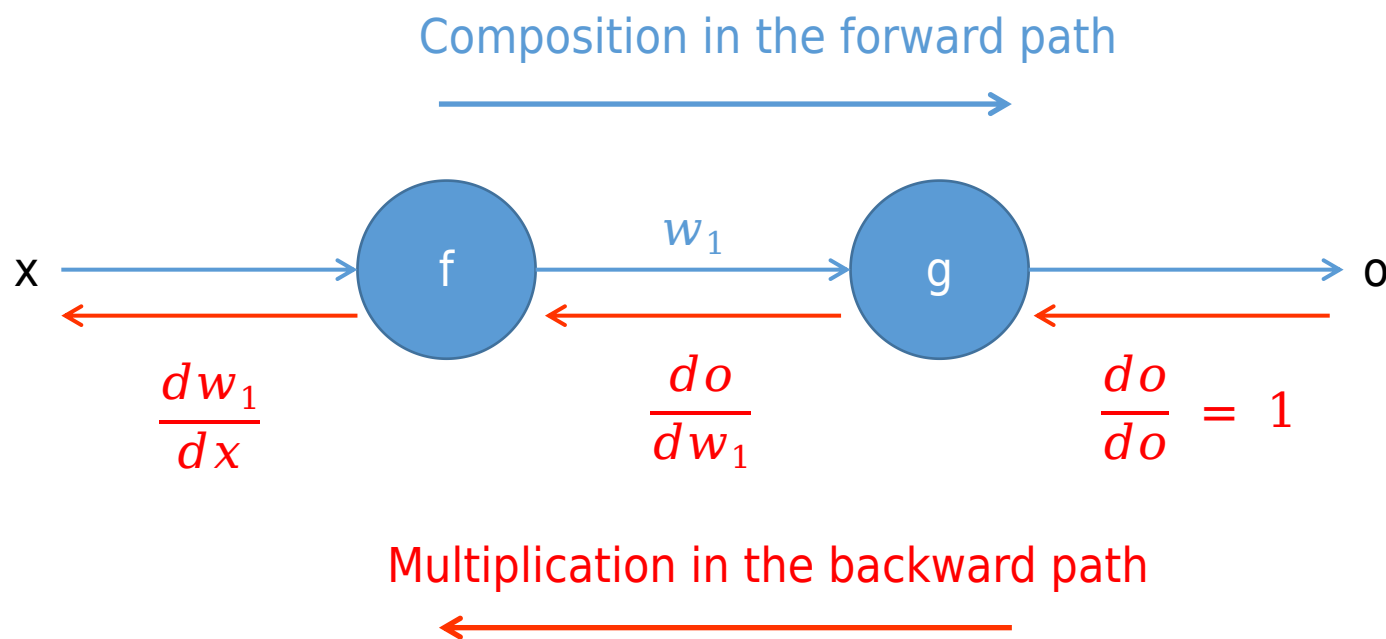 Composition in the forward path
x
f
w₁
g
o
dw₁/dx
do/dw₁
do/do = 1
Multiplication in the backward path